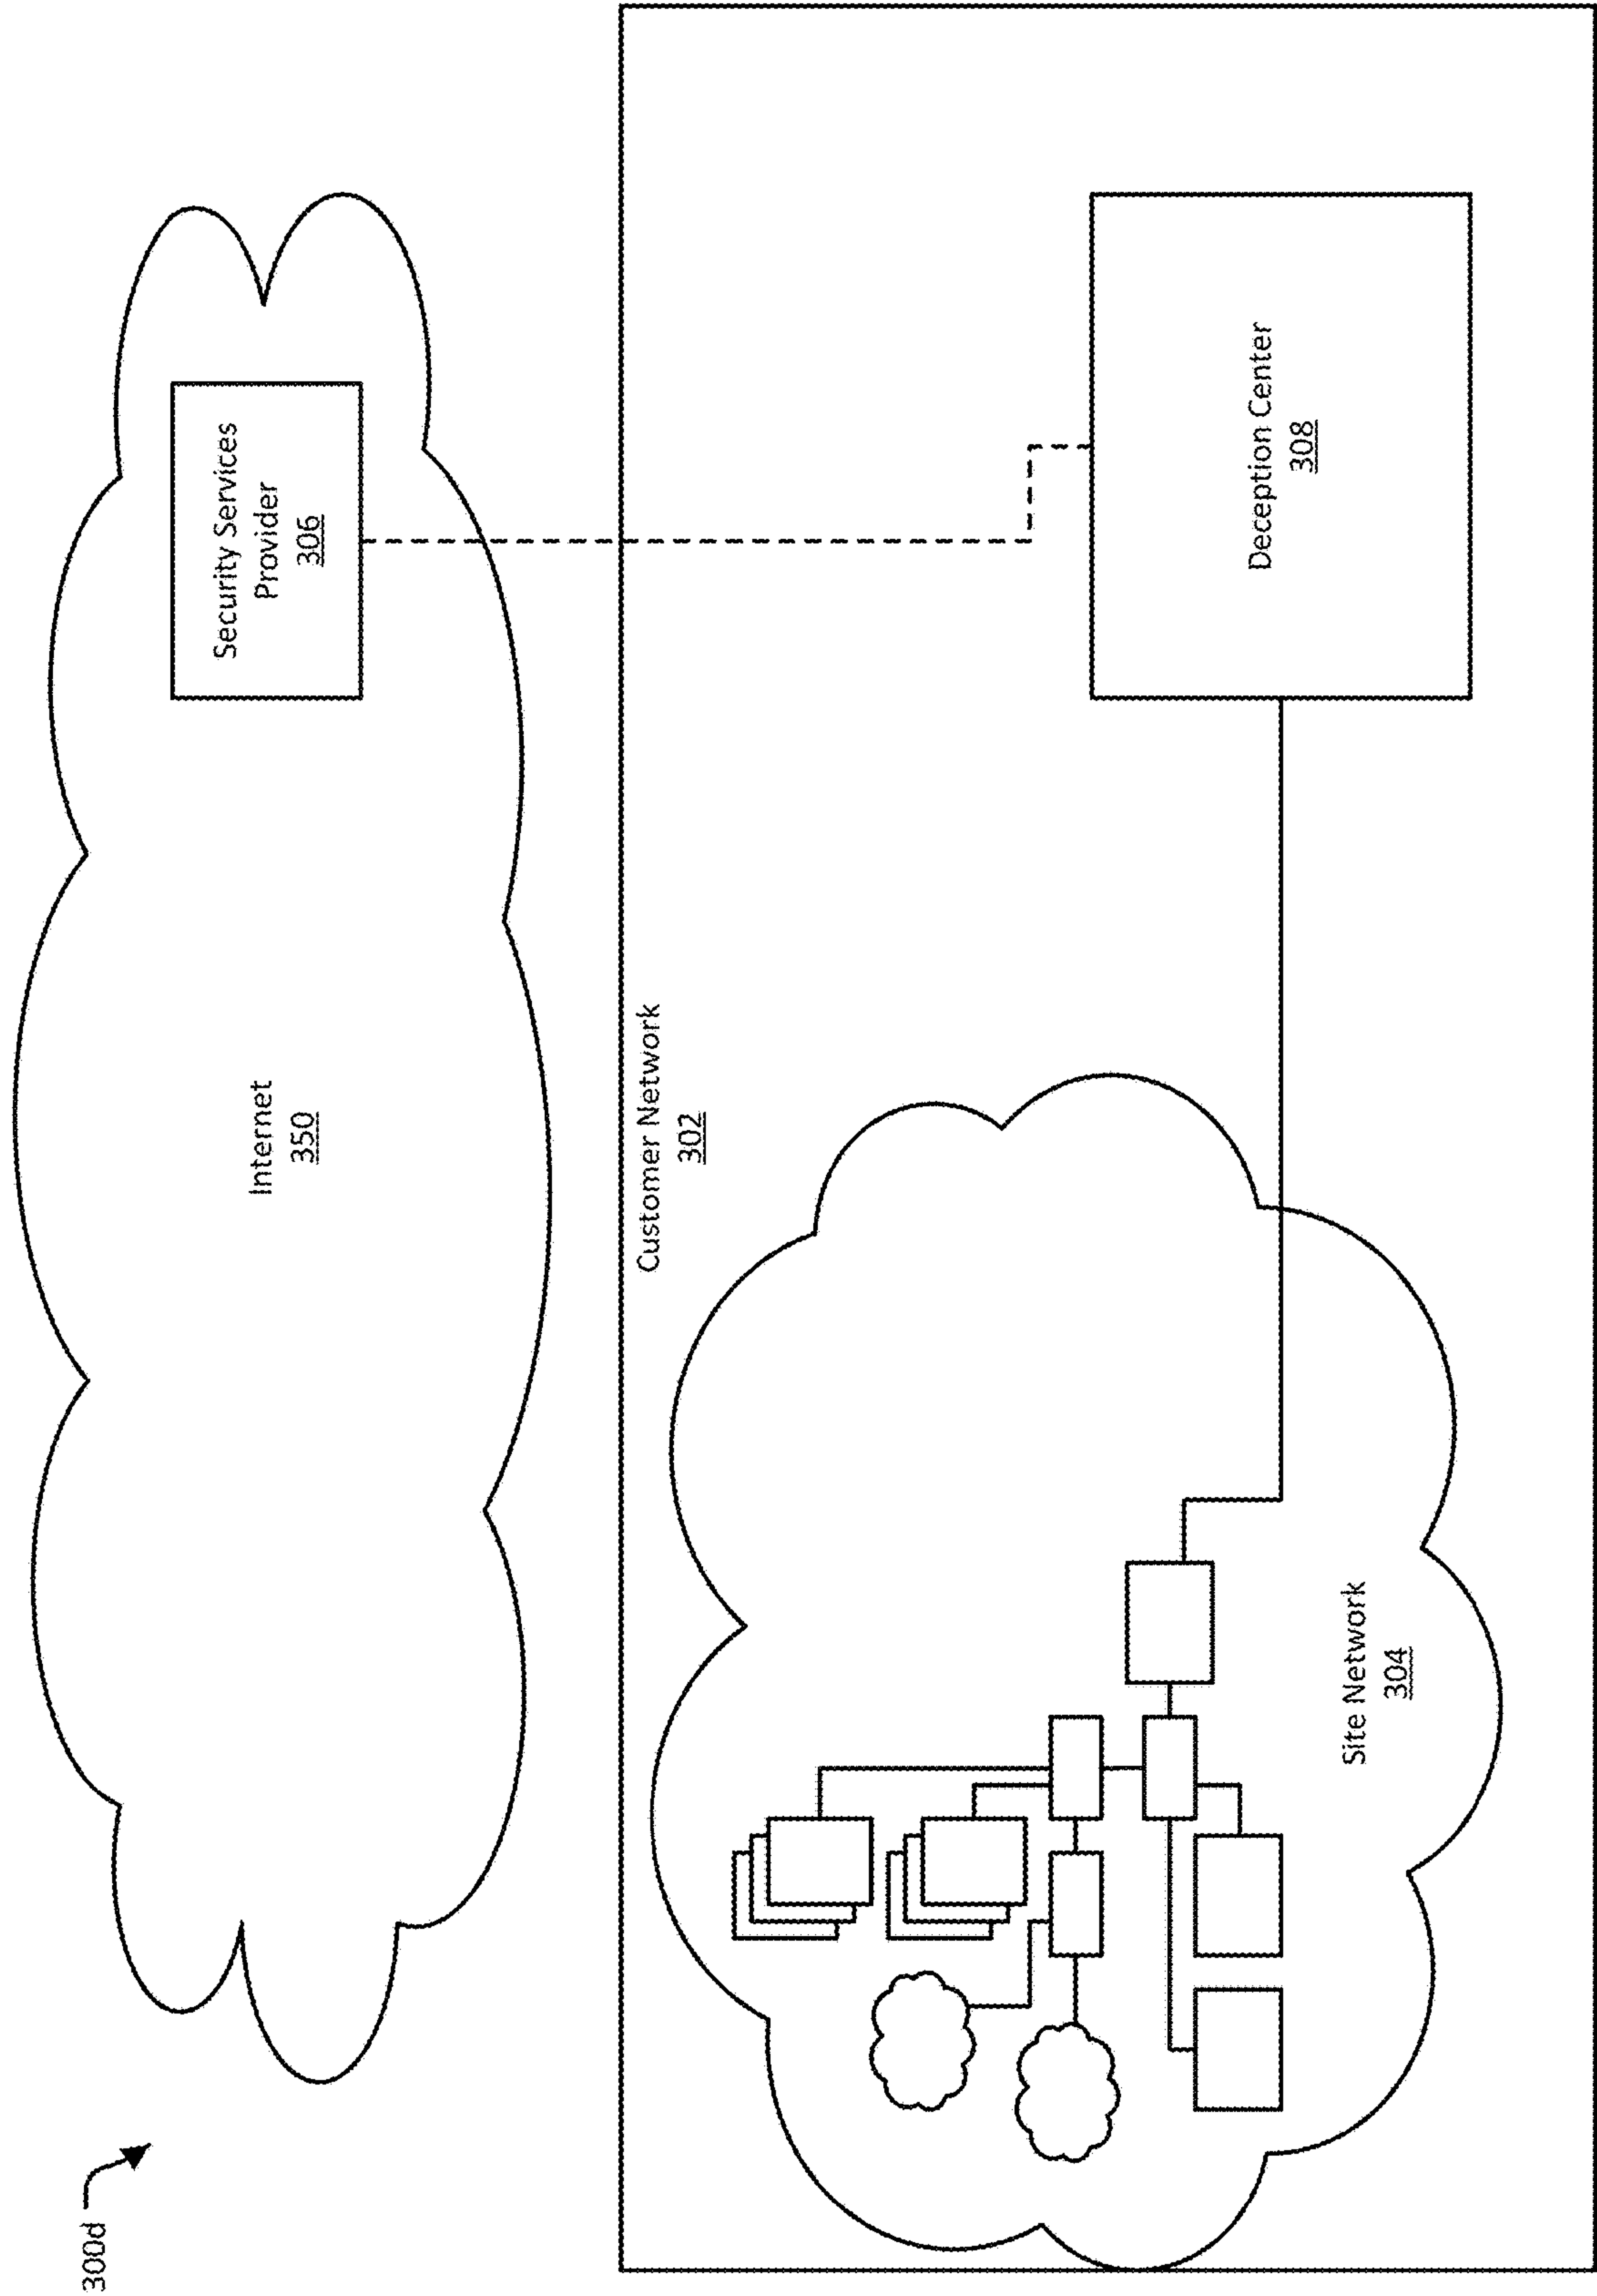 300d
Internet
350
Security Services
Provider
306
Customer Network
302
Site Network
304
Deception Center
308